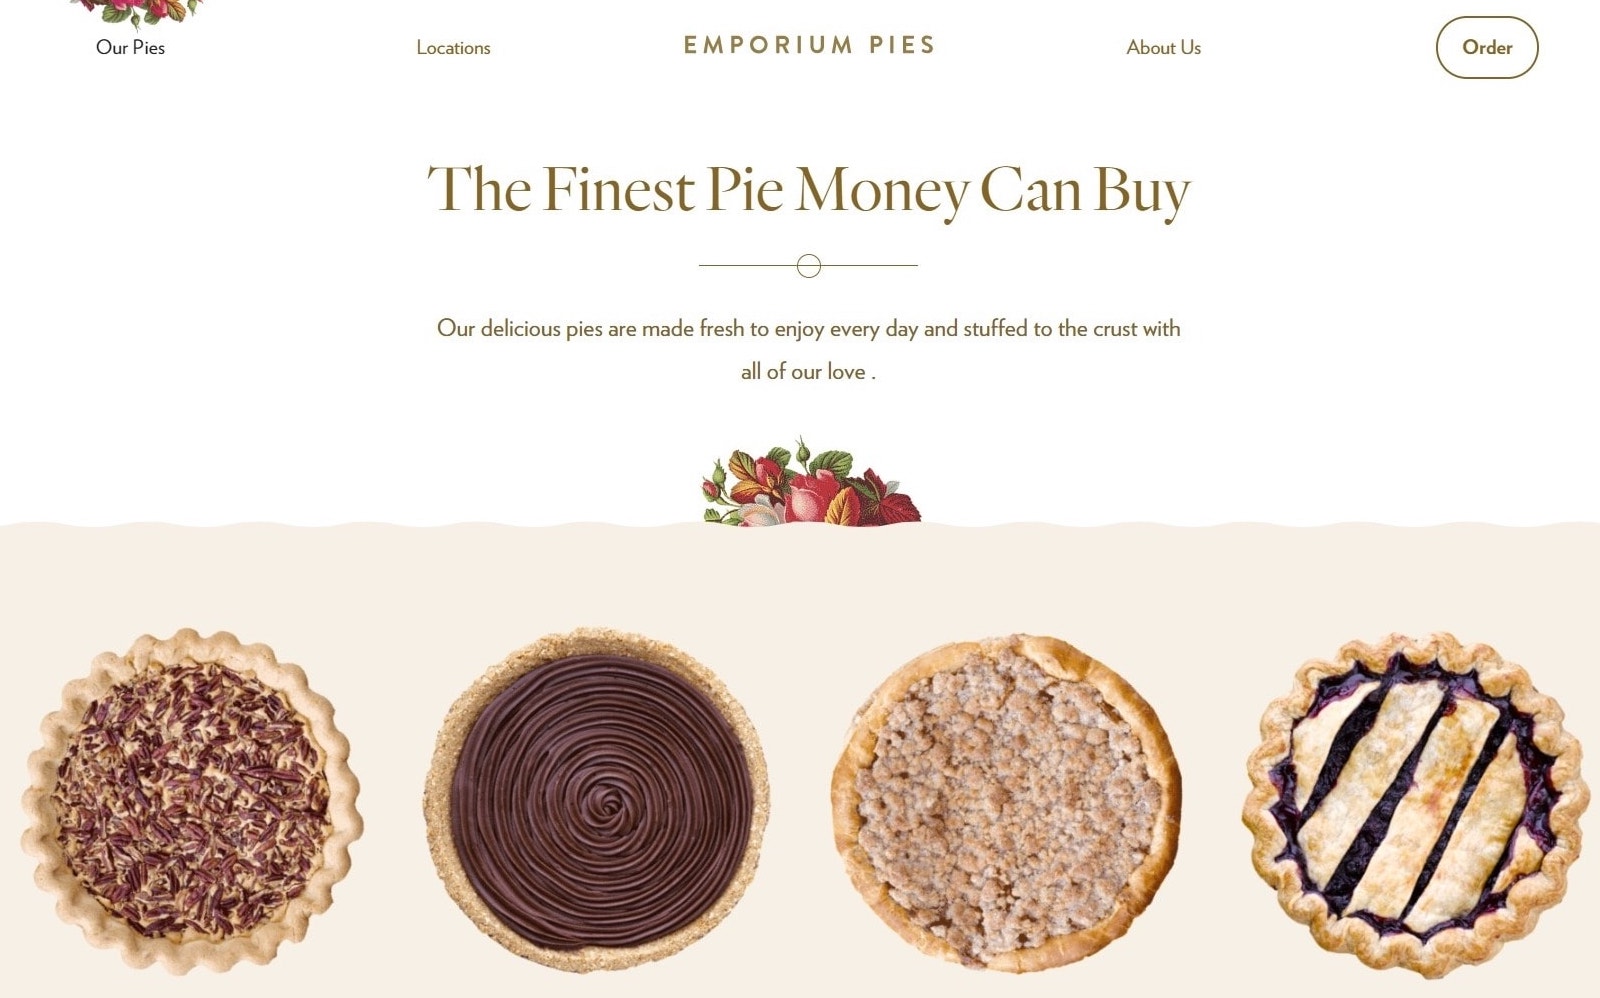 Our Pies
Locations
EMPORIUM PIES
About Us
Order
The Finest Pie Money Can Buy
Our delicious pies are made fresh to enjoy every day and stuffed to the crust with
all of our love .